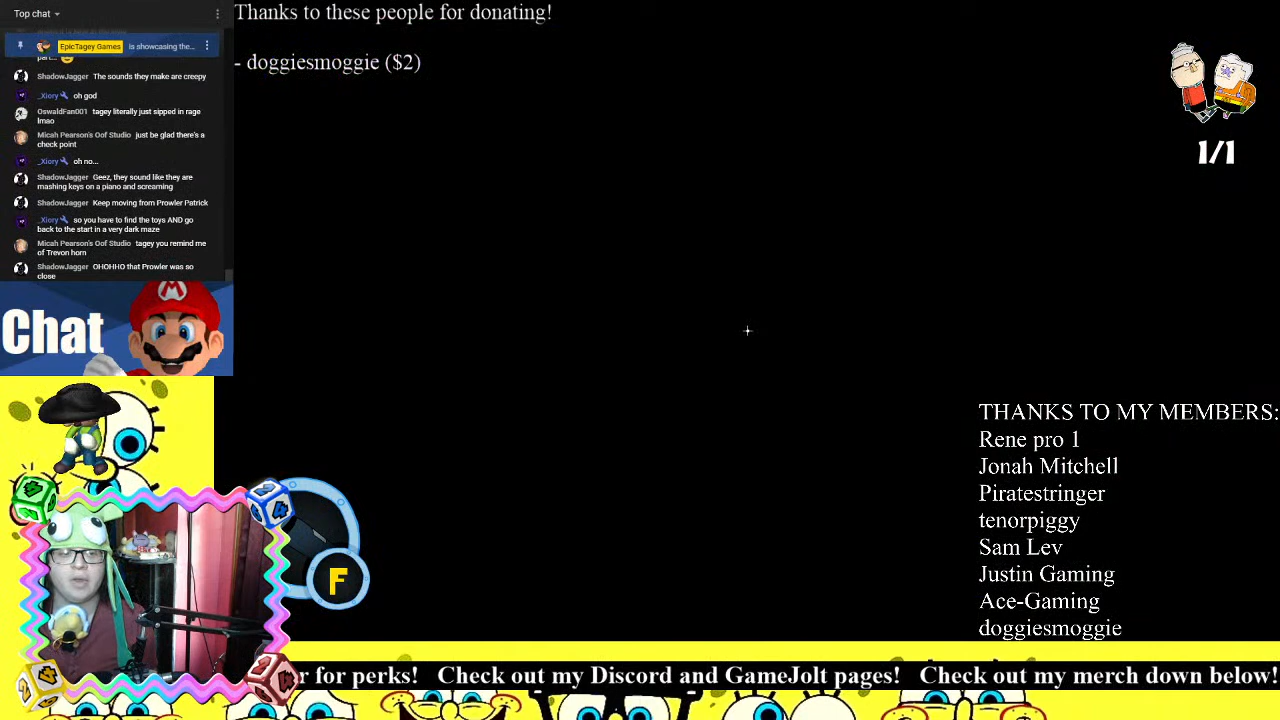 Top chat
Thanks to these people for donating!
EpicTagey Games is showcasing the...
- doggiesmoggie ($2)
ShadowJagger The sounds they make are creepy
_Xiory oh god
OswaldFan001 tagey literally just sipped in rage
lmao
Micah Pearson's Oof Studio just be glad there's a
check point
_Xiory oh no...
ShadowJagger Geez, they sound like they are
mashing keys on a piano and screaming
ShadowJagger Keep moving from Prowler Patrick
_Xiory so you have to find the toys AND go
back to the start in a very dark maze
Micah Pearson's Oof Studio tagey you remind me
of Trevon horn
ShadowJagger OHOHHO that Prowler was so
close
1/1
Chat
THANKS TO MY MEMBERS:
Rene pro 1
Jonah Mitchell
Piratestringer
tenorpiggy
Sam Lev
Justin Gaming
Ace-Gaming
doggiesmoggie
F
r for perks! Check out my Discord and GameJolt pages! Check out my merch down below!